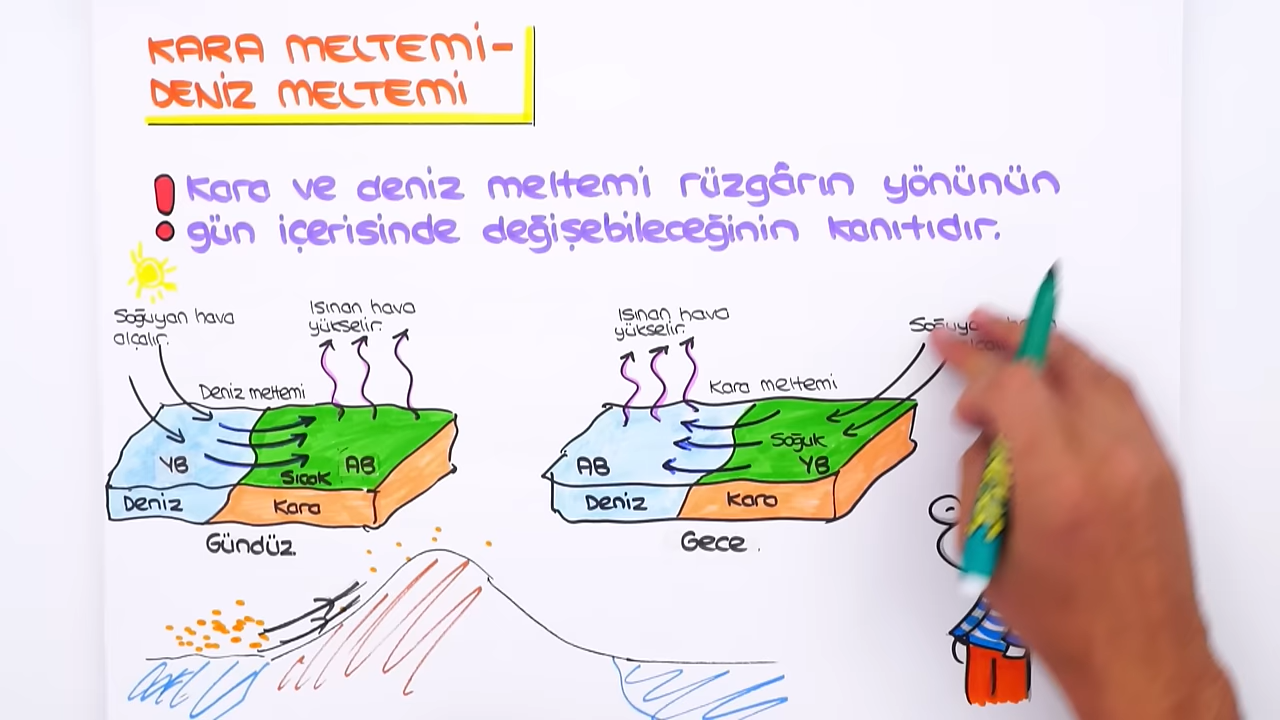 KARA MELTEMİ-
DENİZ MELTEMİ
! Kara ve deniz meltemi rüzgârın yönünün
gün içerisinde değişebileceğinin kanıtıdır.
Soğuyan hava
alçalır.
Isınan hava
yükselir.
Deniz meltemi
YB
Sıcak
AB
Deniz
Kara
Gündüz
Isınan hava
yükselir.
Kara meltemi
Soğuk
AB
YB
Deniz
Kara
Gece